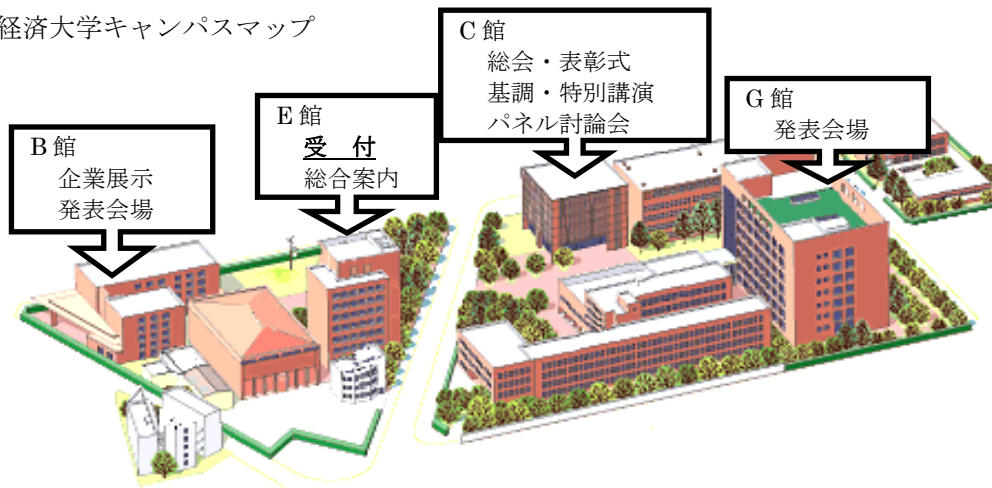 経済大学キャンパスマップ
B館
企業展示
発表会場
E館
受　付
総合案内
C館
総会・表彰式
基調・特別講演
パネル討論会
G館
発表会場